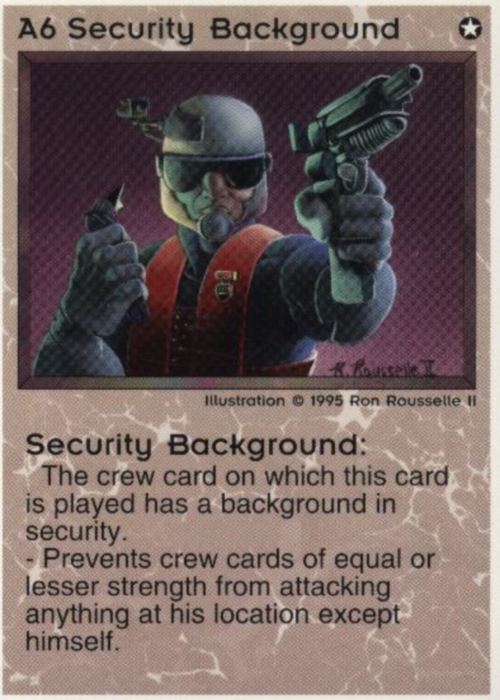 A6 Security Background
R. Rousselle II
Illustration © 1995 Ron Rousselle II
Security Background:
The crew card on which this card
is played has a background in
security.
- Prevents crew cards of equal or
lesser strength from attacking
anything at his location except
himself.